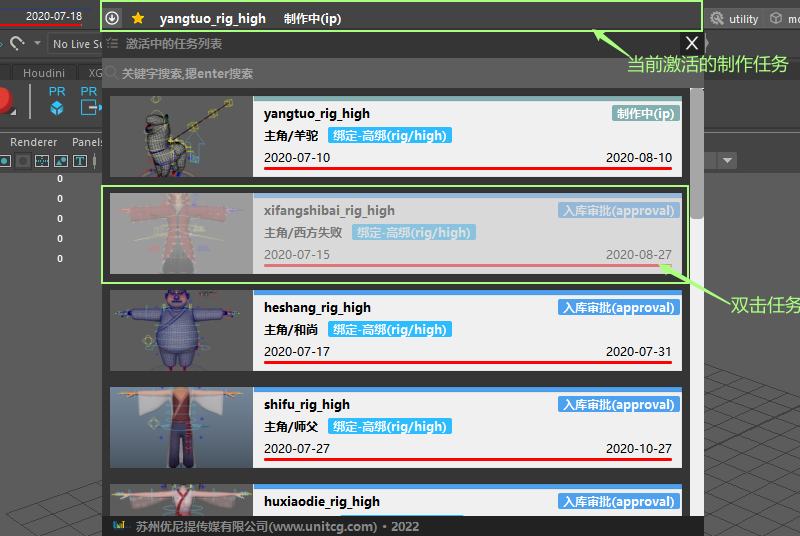 2020-07-18
yangtuo_rig_high 制作中(ip)
utility
激活中的任务列表
X
No Live Su
当前激活的制作任务
Houdini
XG
关键字搜索,摁enter搜索
PR PR
yangtuo_rig_high 制作中(ip)
主角/羊驼 绑定-高绑(rig/high)
2020-07-10 2020-08-10
Renderer Panels
0
0
0
0
0
xifangshibai_rig_high 入库审批(approval)
主角/西方失败 绑定-高绑(rig/high)
2020-07-15 2020-08-27
双击任务
heshang_rig_high 入库审批(approval)
主角/和尚 绑定-高绑(rig/high)
2020-07-17 2020-07-31
shifu_rig_high 入库审批(approval)
主角/师父 绑定-高绑(rig/high)
2020-07-27 2020-10-27
huxiaodie_rig_high 入库审批(approval)
苏州优尼提传媒有限公司(www.unitcg.com) • 2022